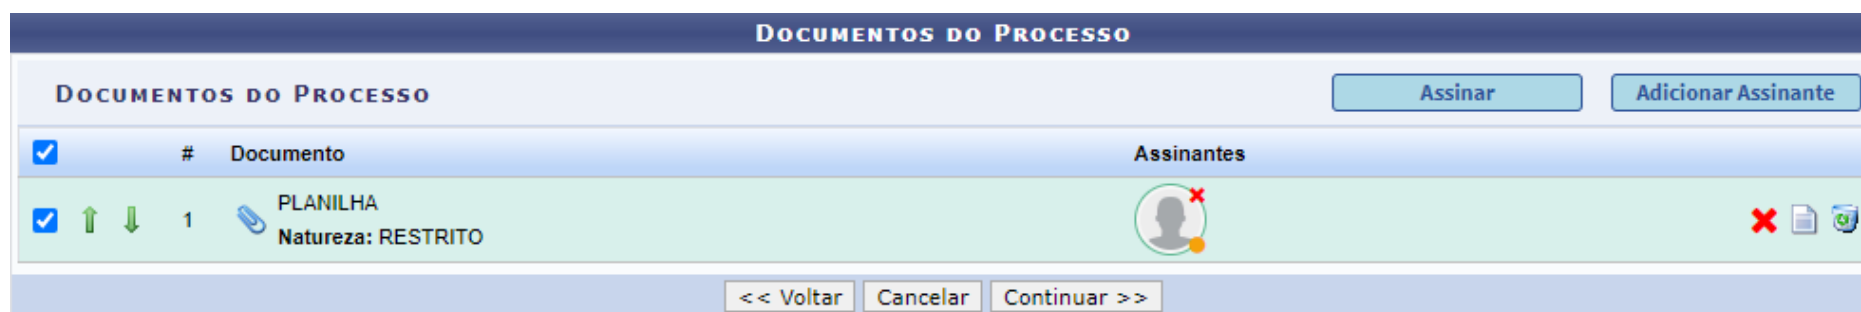 Documentos do Processo
Documentos do Processo Assinar Adicionar Assinante
# Documento Assinantes
1 PLANILHA
Natureza: RESTRITO
<< Voltar Cancelar Continuar >>